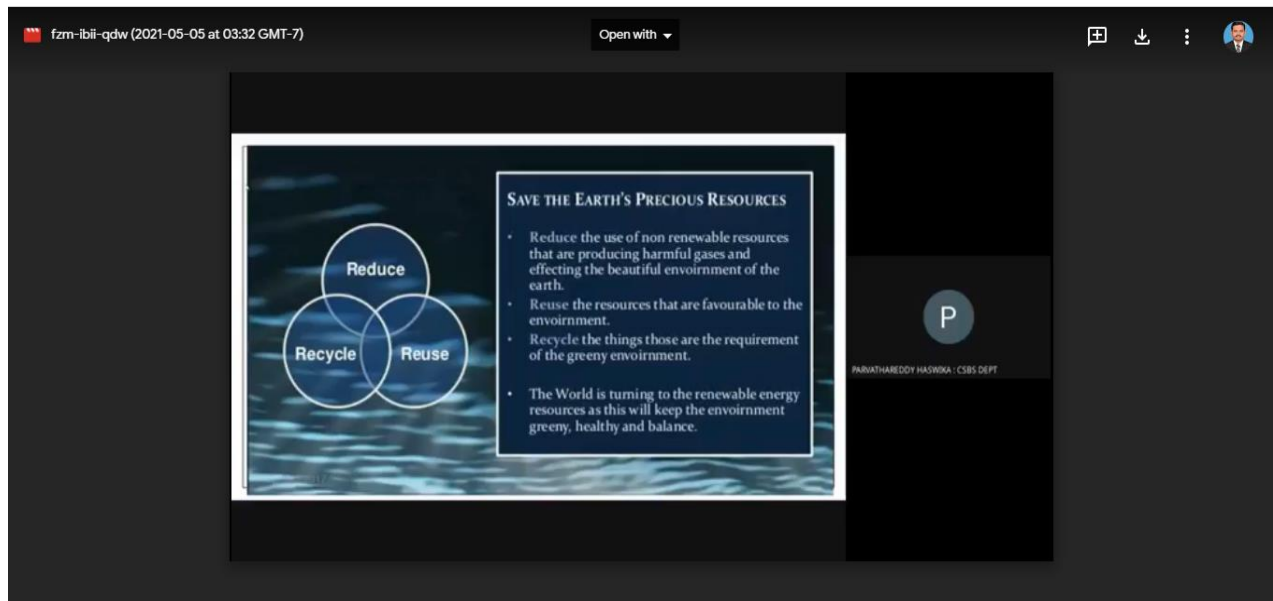 fzm-ibii-qdw (2021-05-05 at 03:32 GMT-7)
Open with
SAVE THE EARTH'S PRECIOUS RESOURCES
Reduce
Recycle
Reuse
• Reduce the use of non renewable resources
that are producing harmful gases and
effecting the beautiful envoirnment of the
earth.
• Reuse the resources that are favourable to the
envoirnment.
• Recycle the things those are the requirement
of the greeny envoirnment.
• The World is turning to the renewable energy
resources as this will keep the envoirnment
greeny, healthy and balance.
P
PARVATHAREDDY HASWIKA : CSBS DEPT